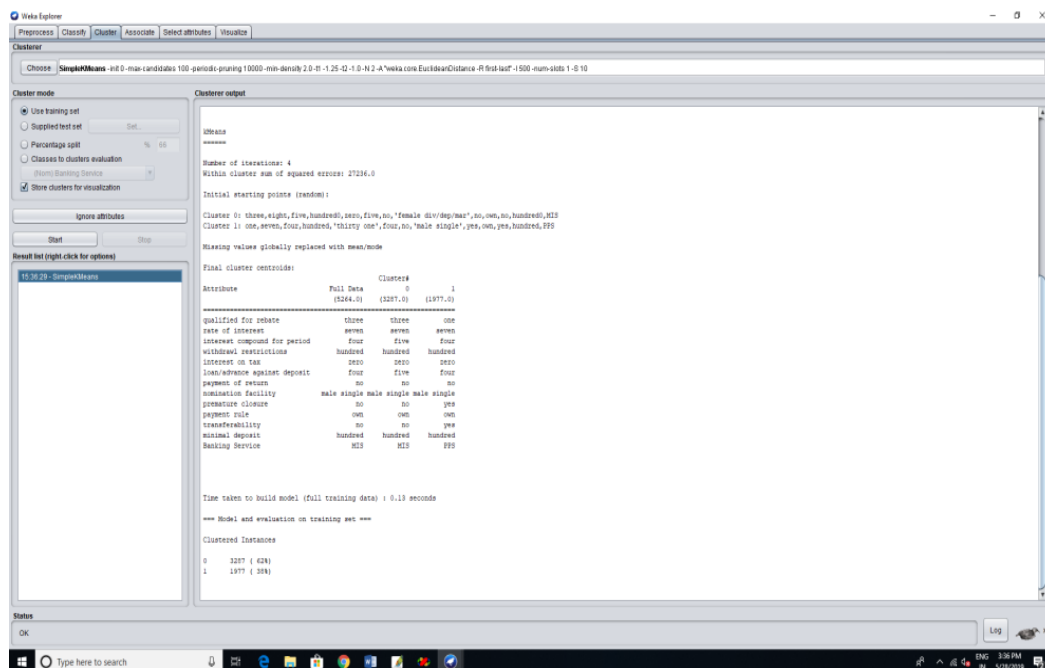 Weka Explorer
Preprocess Classify Cluster Associate Select attributes Visualize
Clusterer
Choose SimpleKMeans -init 0 -max-candidates 100 -periodic-pruning 10000 -min-density 2.0 -t1 -1.25 -t2 -1.0 -N 2 -A "weka.core.EuclideanDistance -R first-last" -I 500 -num-slots 1 -S 10
Cluster mode
Use training set
Supplied test set Set...
Percentage split % 66
Classes to clusters evaluation
(Nom) Banking Service
Store clusters for visualization
Ignore attributes
Start Stop
Result list (right-click for options)
15:36:29 - SimpleKMeans
Clusterer output
kMeans
======
Number of iterations: 4
Within cluster sum of squared errors: 27236.0
Initial starting points (random):
Cluster 0: three,eight,five,hundred0,zero,five,no,'female div/dep/mar',no,own,no,hundred0,MIS
Cluster 1: one,seven,four,hundred,'thirty one',four,no,'male single',yes,own,yes,hundred,PPS
Missing values globally replaced with mean/mode
Final cluster centroids:
Cluster#
Attribute Full Data 0 1
(5264.0) (3287.0) (1977.0)
qualified for rebate three three one
rate of interest seven seven seven
interest compound for period four five four
withdrawl restrictions hundred hundred hundred
interest on tax zero zero zero
loan/advance against deposit four five four
payment of return no no no
nomination facility male single male single male single
premature closure no no yes
payment rule own own own
transferability no no yes
minimal deposit hundred hundred hundred
Banking Service MIS MIS PPS
Time taken to build model (full training data) : 0.13 seconds
=== Model and evaluation on training set ===
Clustered Instances
0 3287 ( 62%)
1 1977 ( 38%)
Status
OK
Log
Type here to search
ENG 3:36 PM
IN 5/28/2019